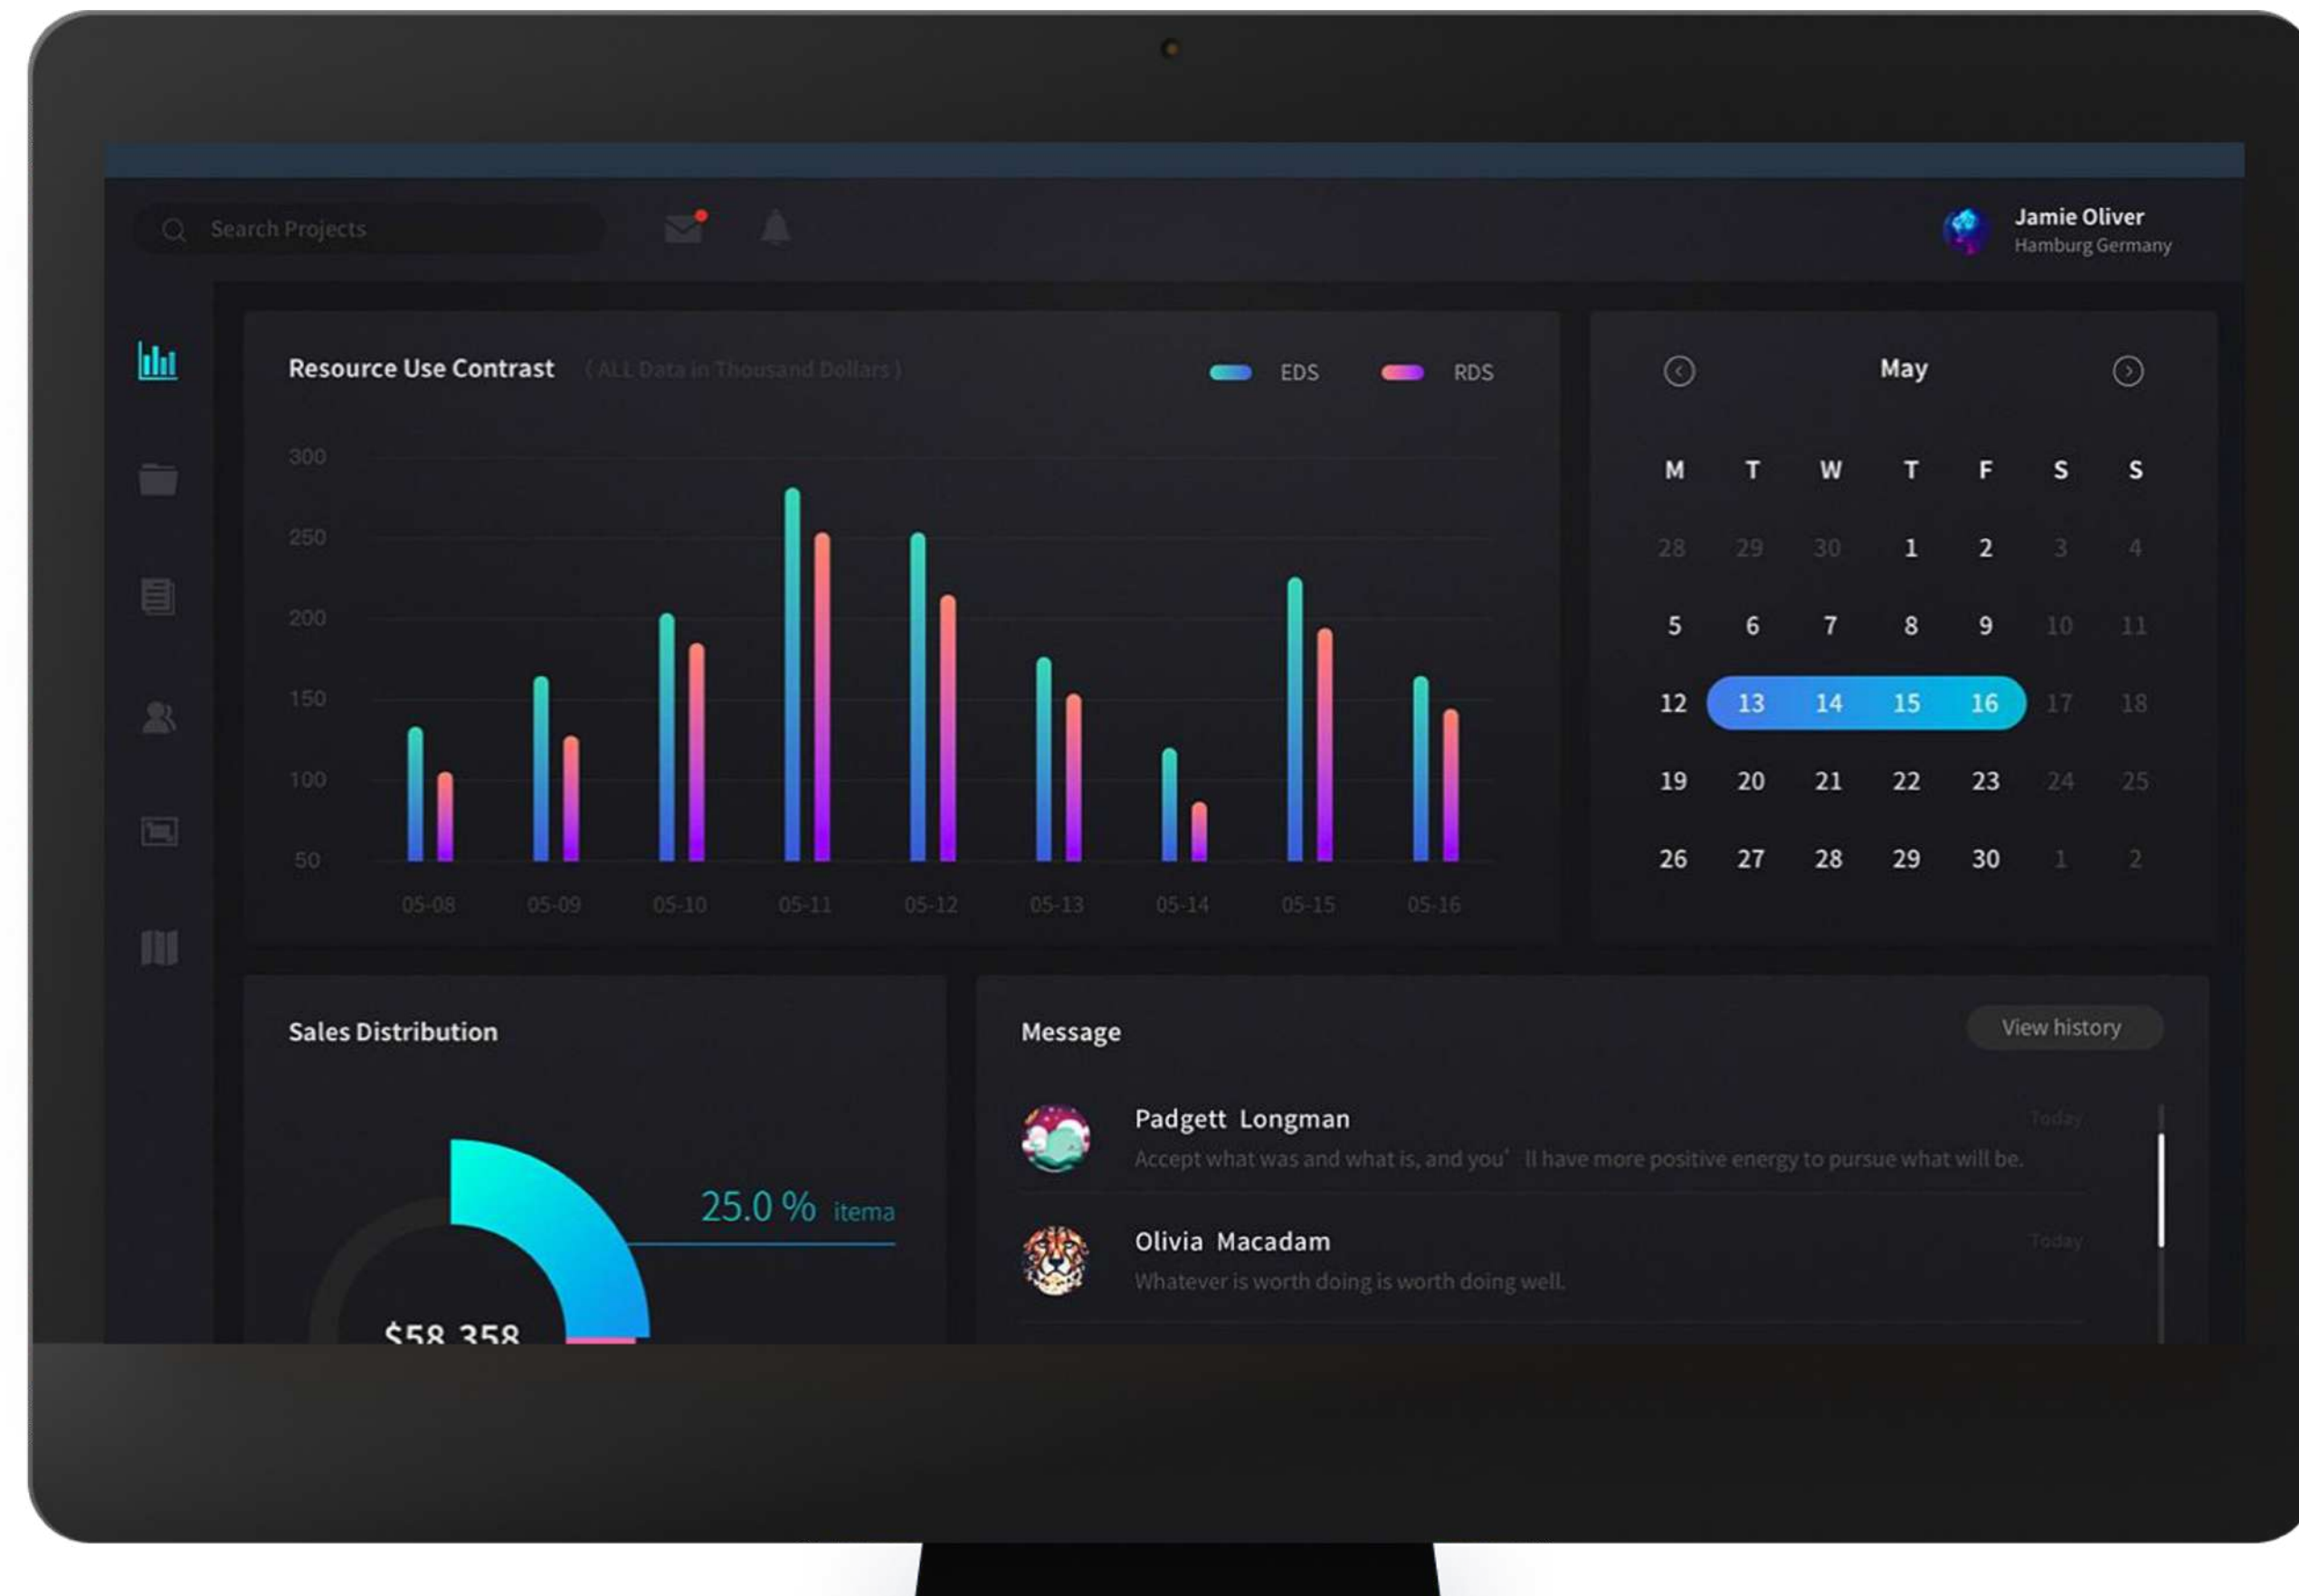 Search Projects
Jamie Oliver
Hamburg Germany
Resource Use Contrast ( ALL Data in Thousand Dollars )
EDS RDS
300
250
200
150
100
50
05-08 05-09 05-10 05-11 05-12 05-13 05-14 05-15 05-16
May
M T W T F S S
28 29 30 1 2 3 4
5 6 7 8 9 10 11
12 13 14 15 16 17 18
19 20 21 22 23 24 25
26 27 28 29 30 1 2
Sales Distribution
25.0 % itema
$58 358
Message
View history
Padgett Longman
Today
Accept what was and what is, and you‘ ll have more positive energy to pursue what will be.
Olivia Macadam
Today
Whatever is worth doing is worth doing well.